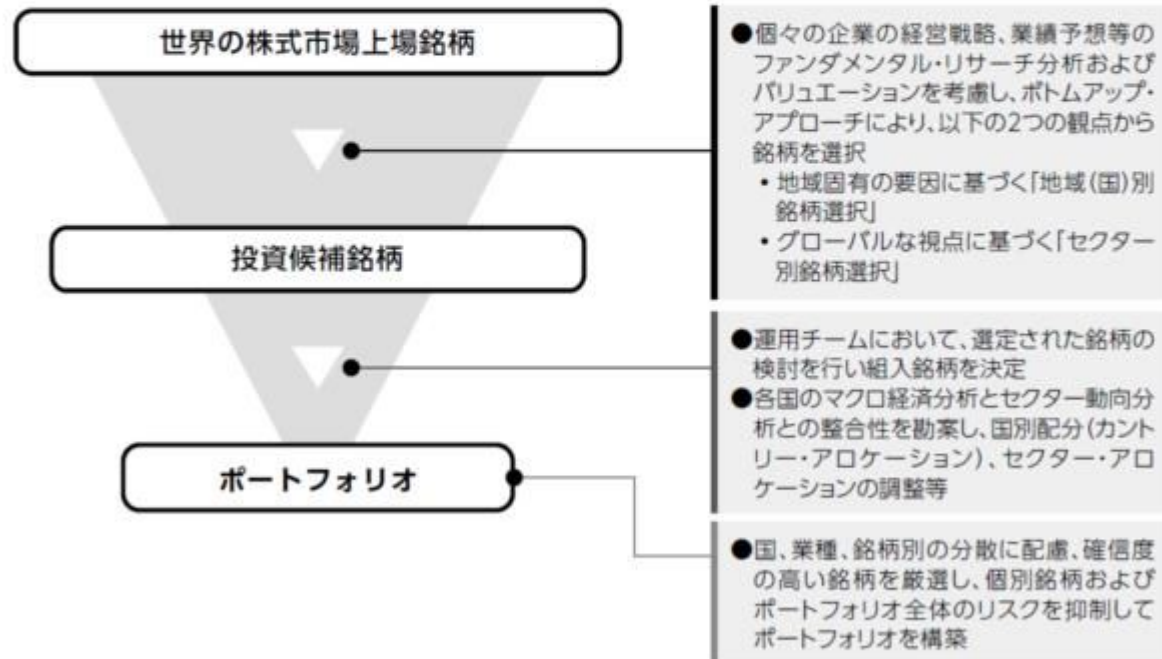 世界の株式市場上場銘柄
●個々の企業の経営戦略、業績予想等の
ファンダメンタル・リサーチ分析および
バリュエーションを考慮し、ボトムアップ・
アプローチにより、以下の2つの観点から
銘柄を選択
・地域固有の要因に基づく「地域(国)別
銘柄選択」
・グローバルな視点に基づく「セクター
別銘柄選択」
投資候補銘柄
●運用チームにおいて、選定された銘柄の
検討を行い組入銘柄を決定
●各国のマクロ経済分析とセクター動向分
析との整合性を勘案し、国別配分(カント
リー・アロケーション)、セクター・アロ
ケーションの調整等
ポートフォリオ
●国、業種、銘柄別の分散に配慮、確信度
の高い銘柄を厳選し、個別銘柄および
ポートフォリオ全体のリスクを抑制して
ポートフォリオを構築